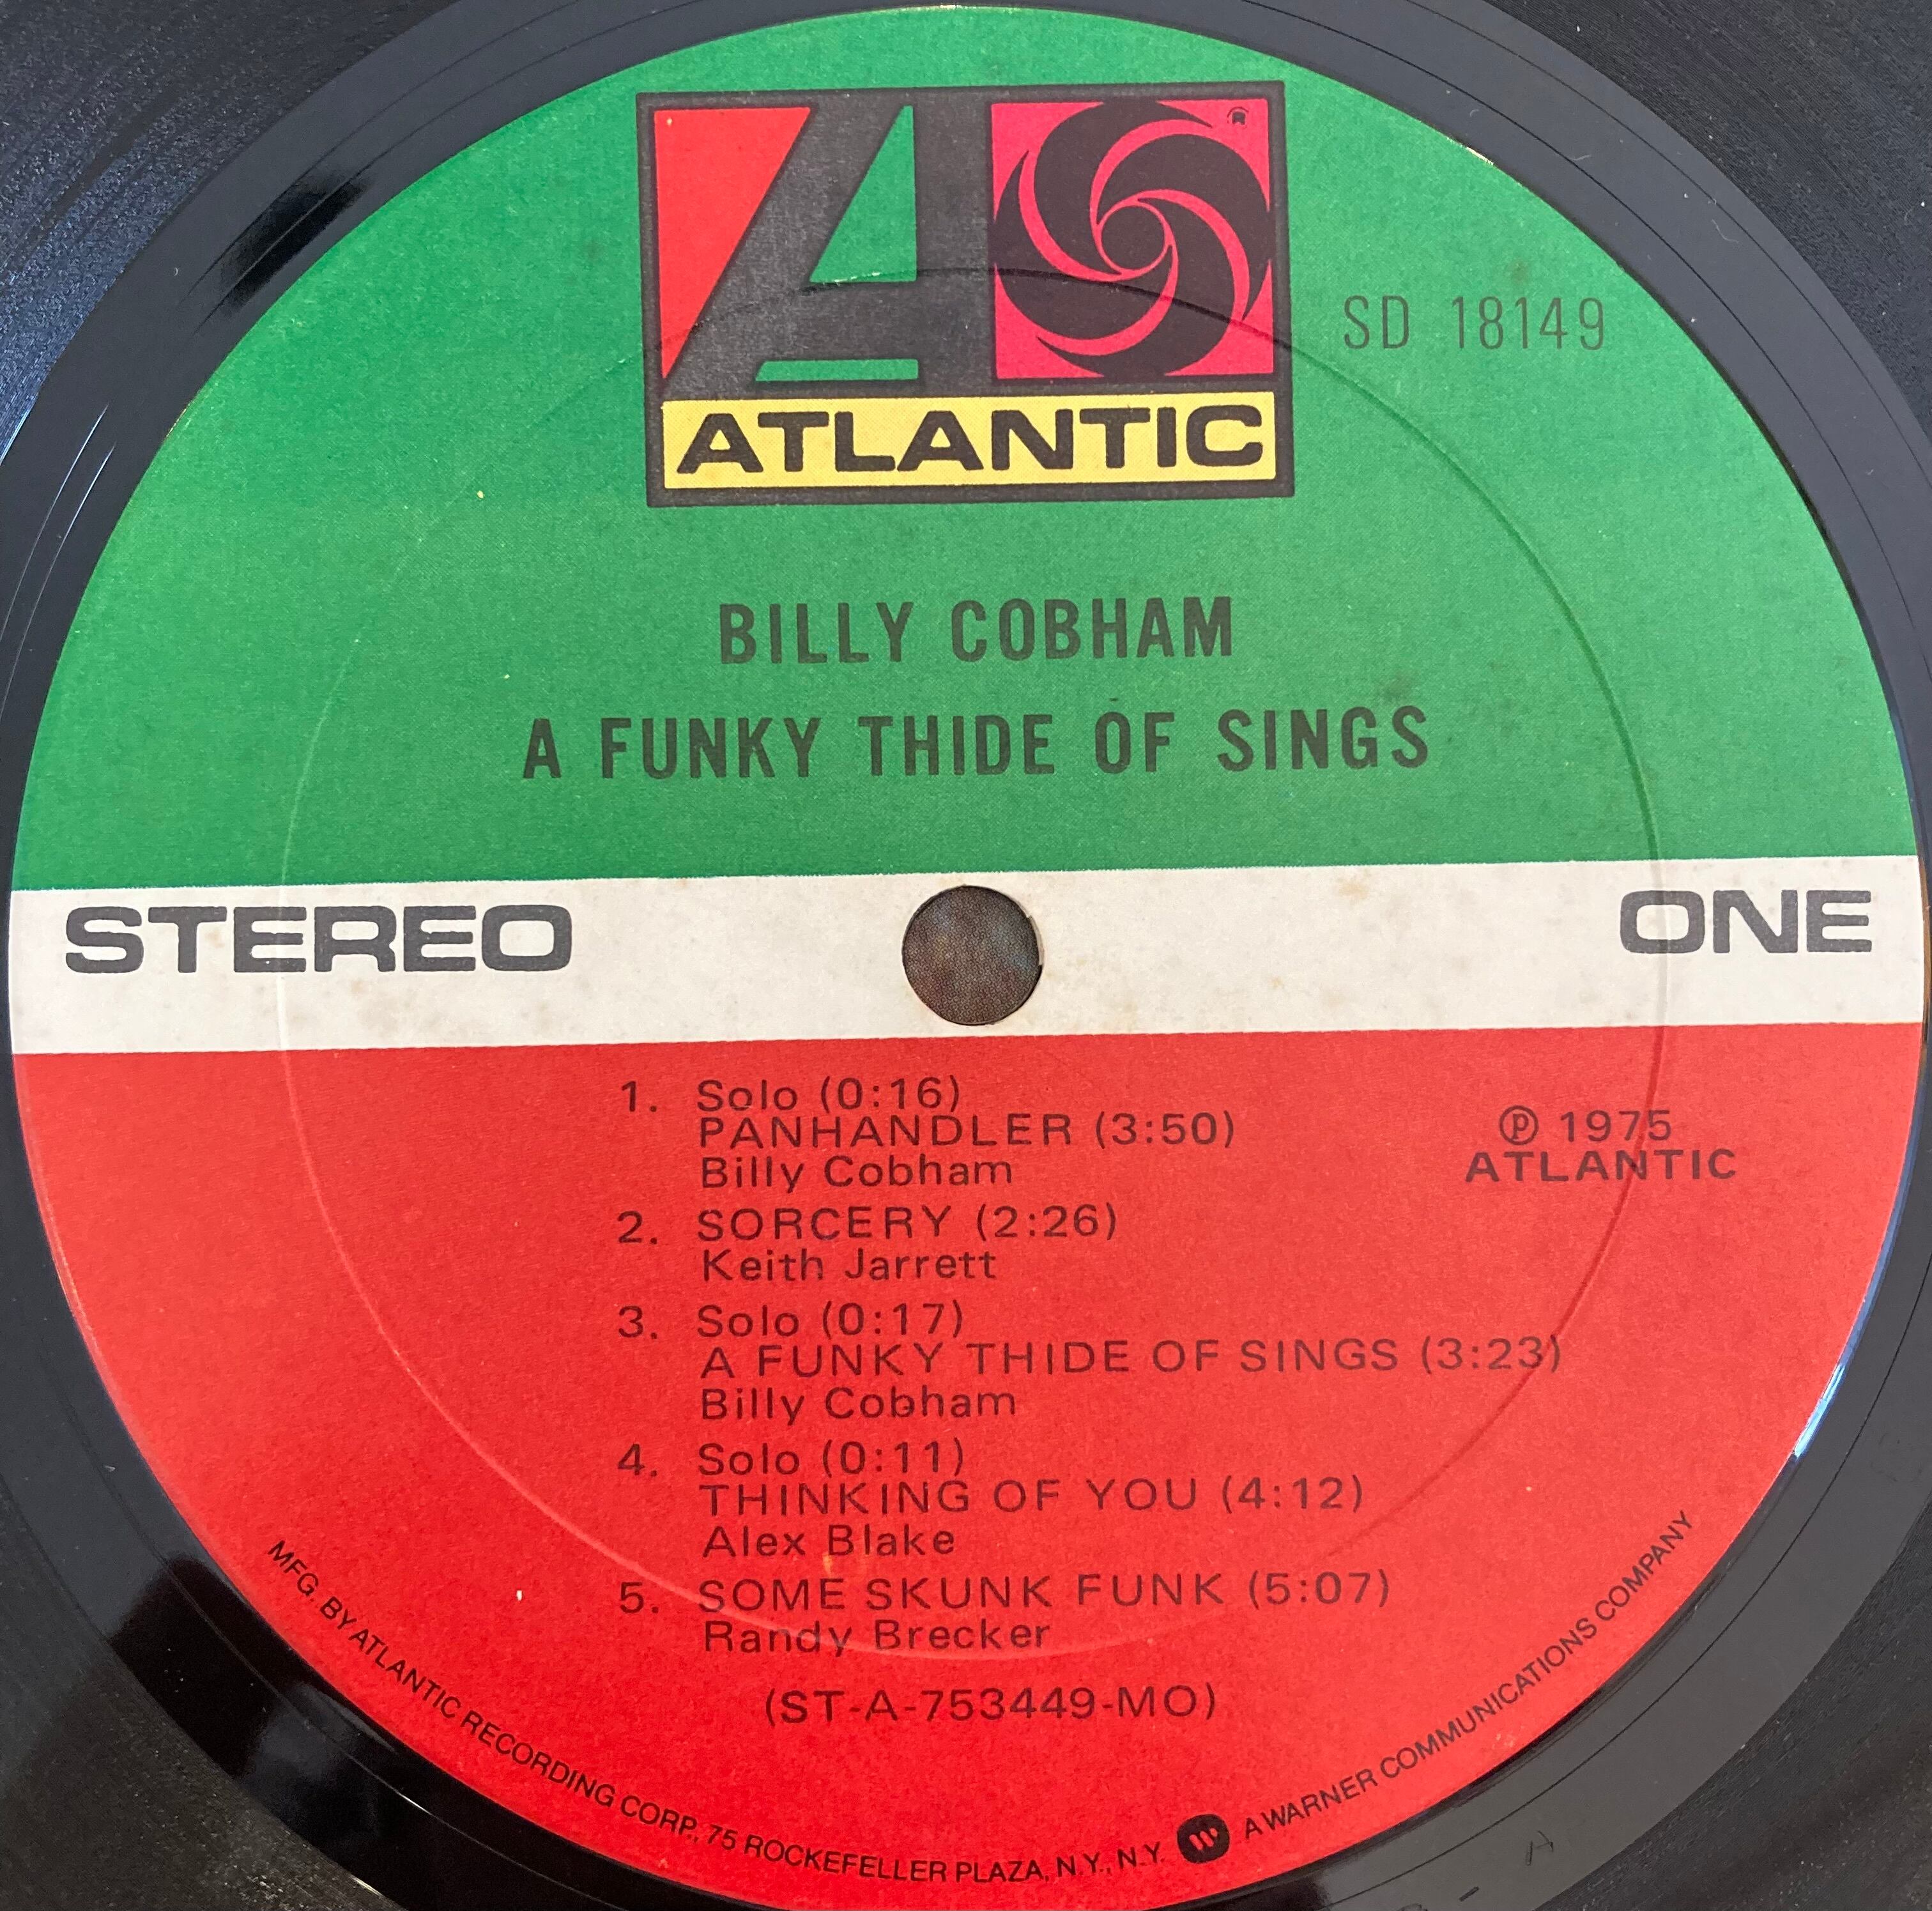 ATLANTIC
SD 18149
BILLY COBHAM
A FUNKY THIDE OF SINGS
STEREO
ONE
1. Solo (0:16)
PANHANDLER (3:50)
Billy Cobham
℗ 1975
ATLANTIC
2. SORCERY (2:26)
Keith Jarrett
3. Solo (0:17)
A FUNKY THIDE OF SINGS (3:23)
Billy Cobham
4. Solo (0:11)
THINKING OF YOU (4:12)
Alex Blake
5. SOME SKUNK FUNK (5:07)
Randy Brecker
(ST-A-753449-MO)
MFG. BY ATLANTIC RECORDING CORP., 75 ROCKEFELLER PLAZA, N.Y., N.Y. A WARNER COMMUNICATIONS COMPANY